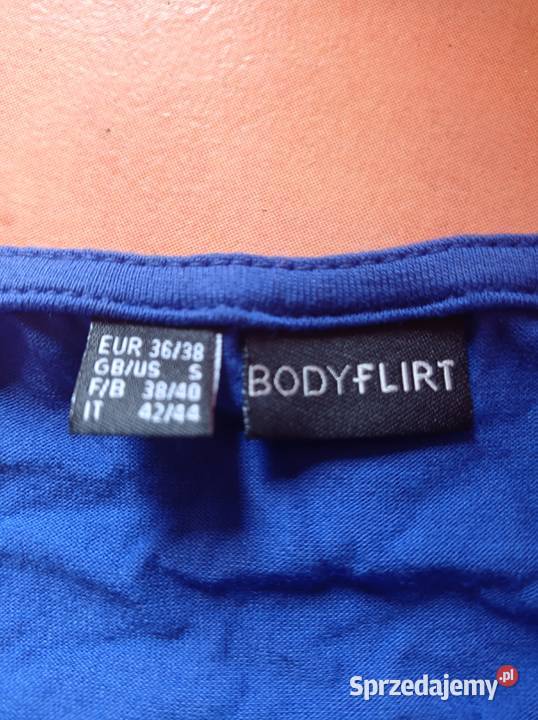 EUR 36/38
GB/US S
F/B 38/40
IT 42/44
BODYFLIRT
Sprzedajemy.pl